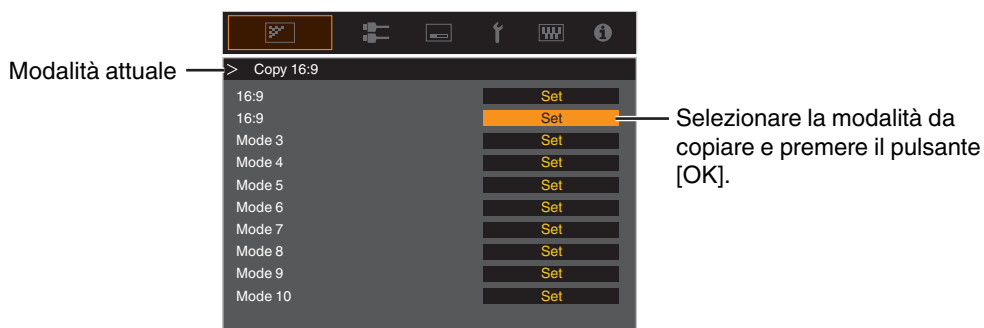 Modalità attuale
> Copy 16:9
16:9 Set
16:9 Set
Mode 3 Set
Mode 4 Set
Mode 5 Set
Mode 6 Set
Mode 7 Set
Mode 8 Set
Mode 9 Set
Mode 10 Set
Selezionare la modalità da
copiare e premere il pulsante
[OK].